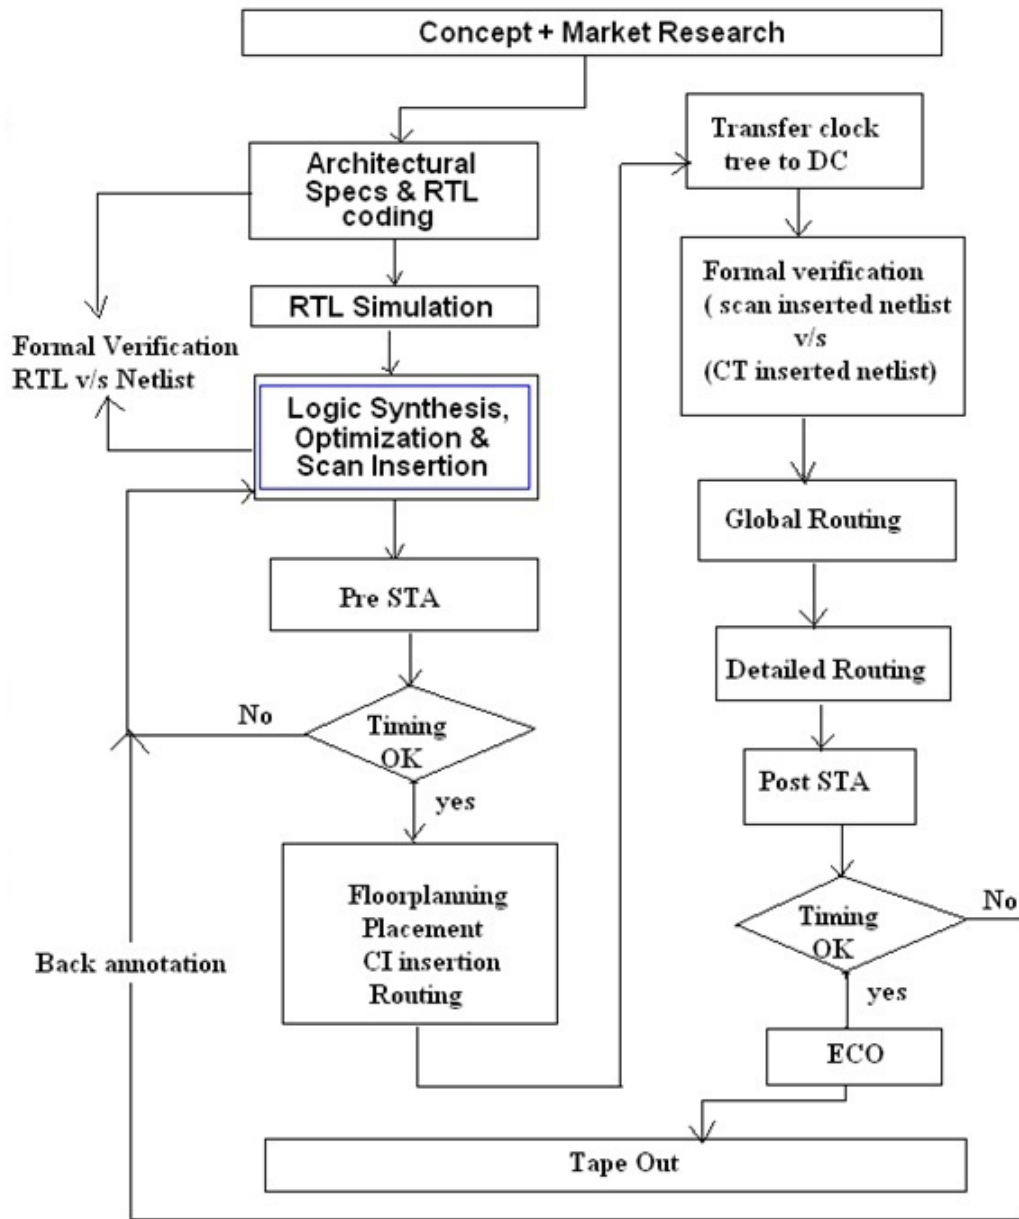 Concept + Market Research
Architectural
Specs & RTL
coding
RTL Simulation
Formal Verification
RTL v/s Netlist
Logic Synthesis,
Optimization &
Scan Insertion
Pre STA
No
Timing
OK
yes
Floorplanning
Placement
CI insertion
Routing
Back annotation
Transfer clock
tree to DC
Formal verification
( scan inserted netlist
v/s
(CT inserted netlist)
Global Routing
Detailed Routing
Post STA
Timing
OK
No
yes
ECO
Tape Out